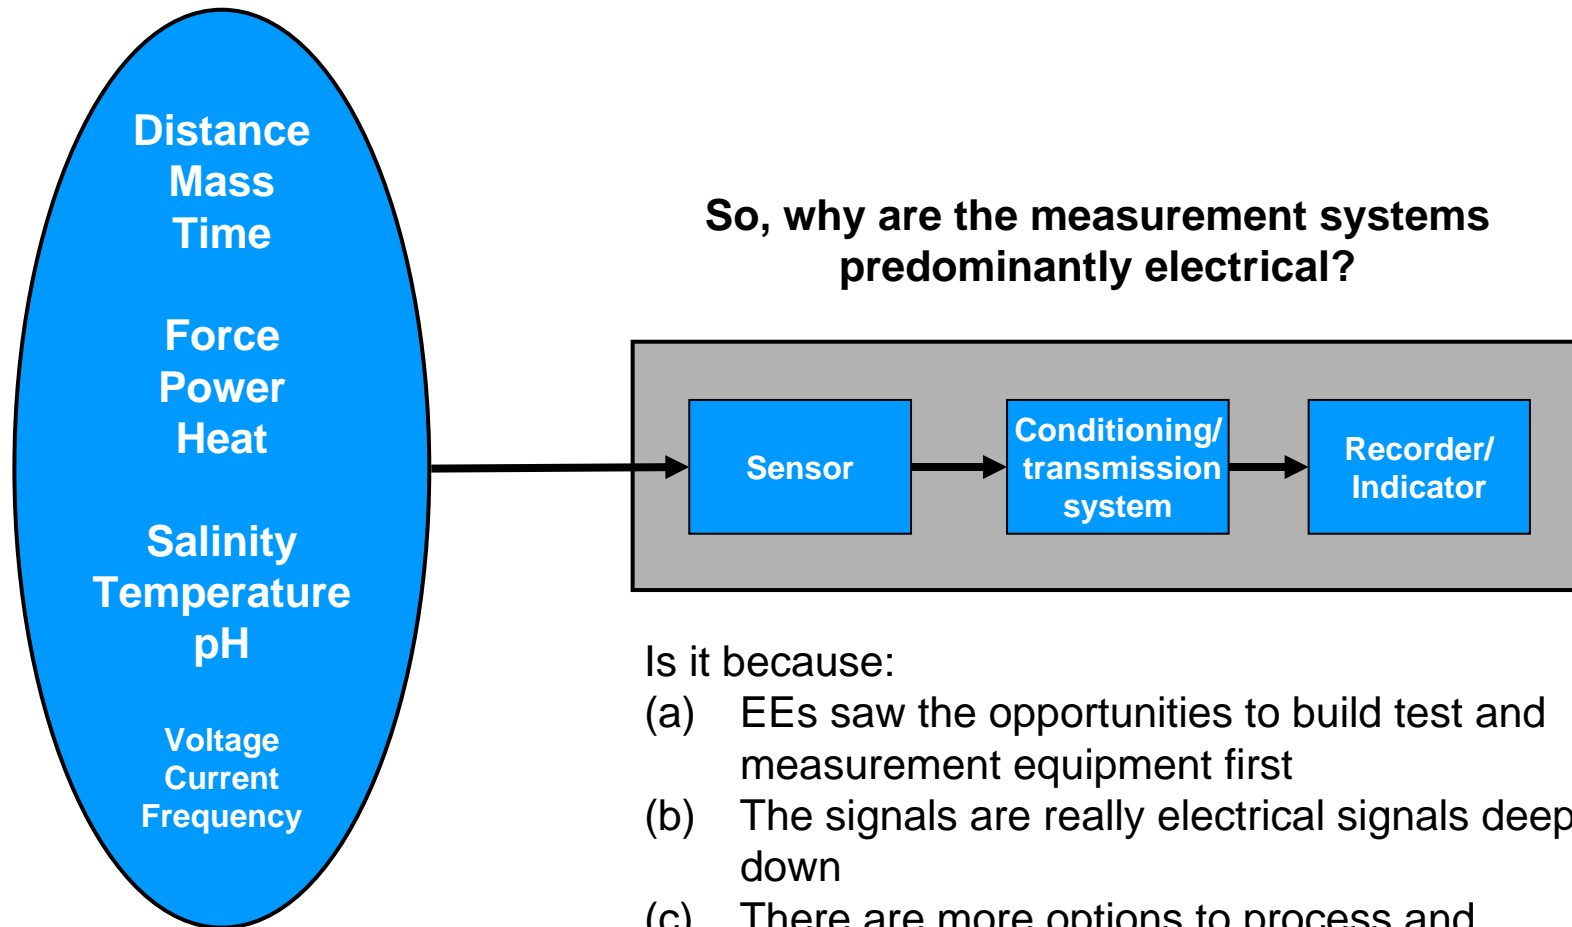 Distance
Mass
Time
Force
Power
Heat
Salinity
Temperature
pH
Voltage
Current
Frequency
So, why are the measurement systems
predominantly electrical?
Sensor
Conditioning/
transmission
system
Recorder/
Indicator
Is it because:
(a) EEs saw the opportunities to build test and
measurement equipment first
(b) The signals are really electrical signals deep
down
(c) There are more options to process and